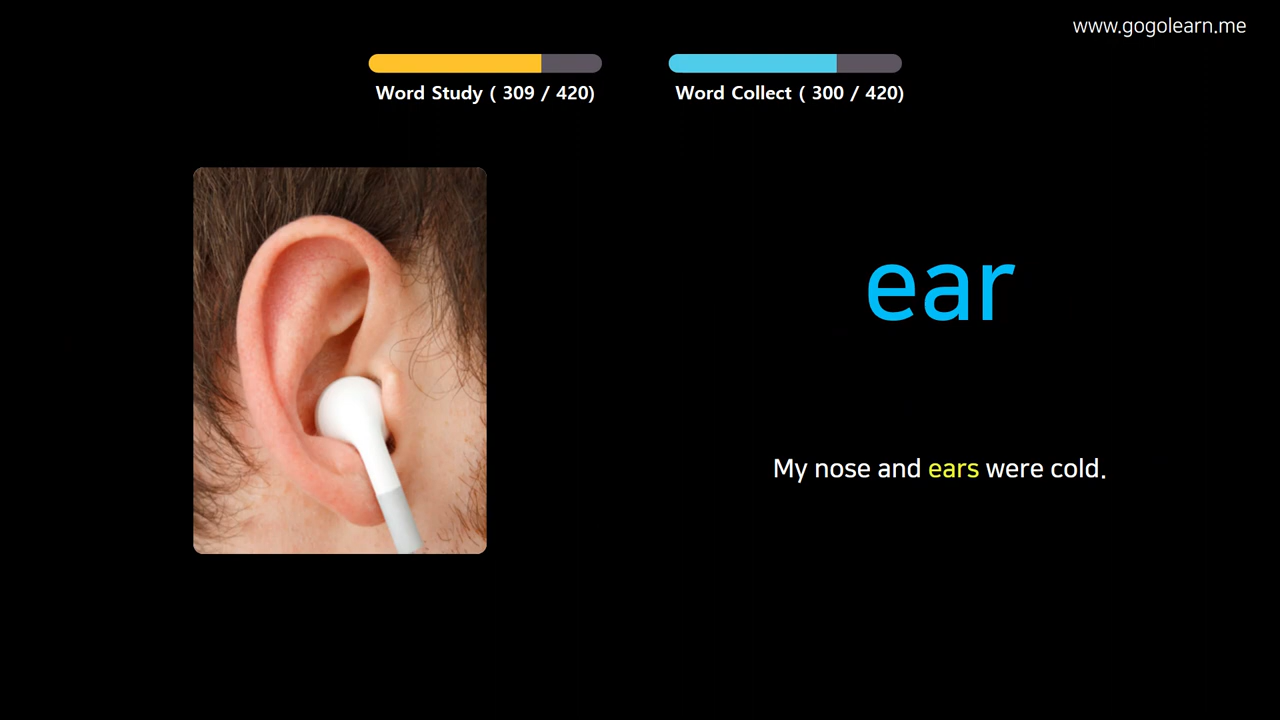 www.gogolearn.me
Word Study ( 309 / 420)
Word Collect ( 300 / 420)
ear
My nose and ears were cold.